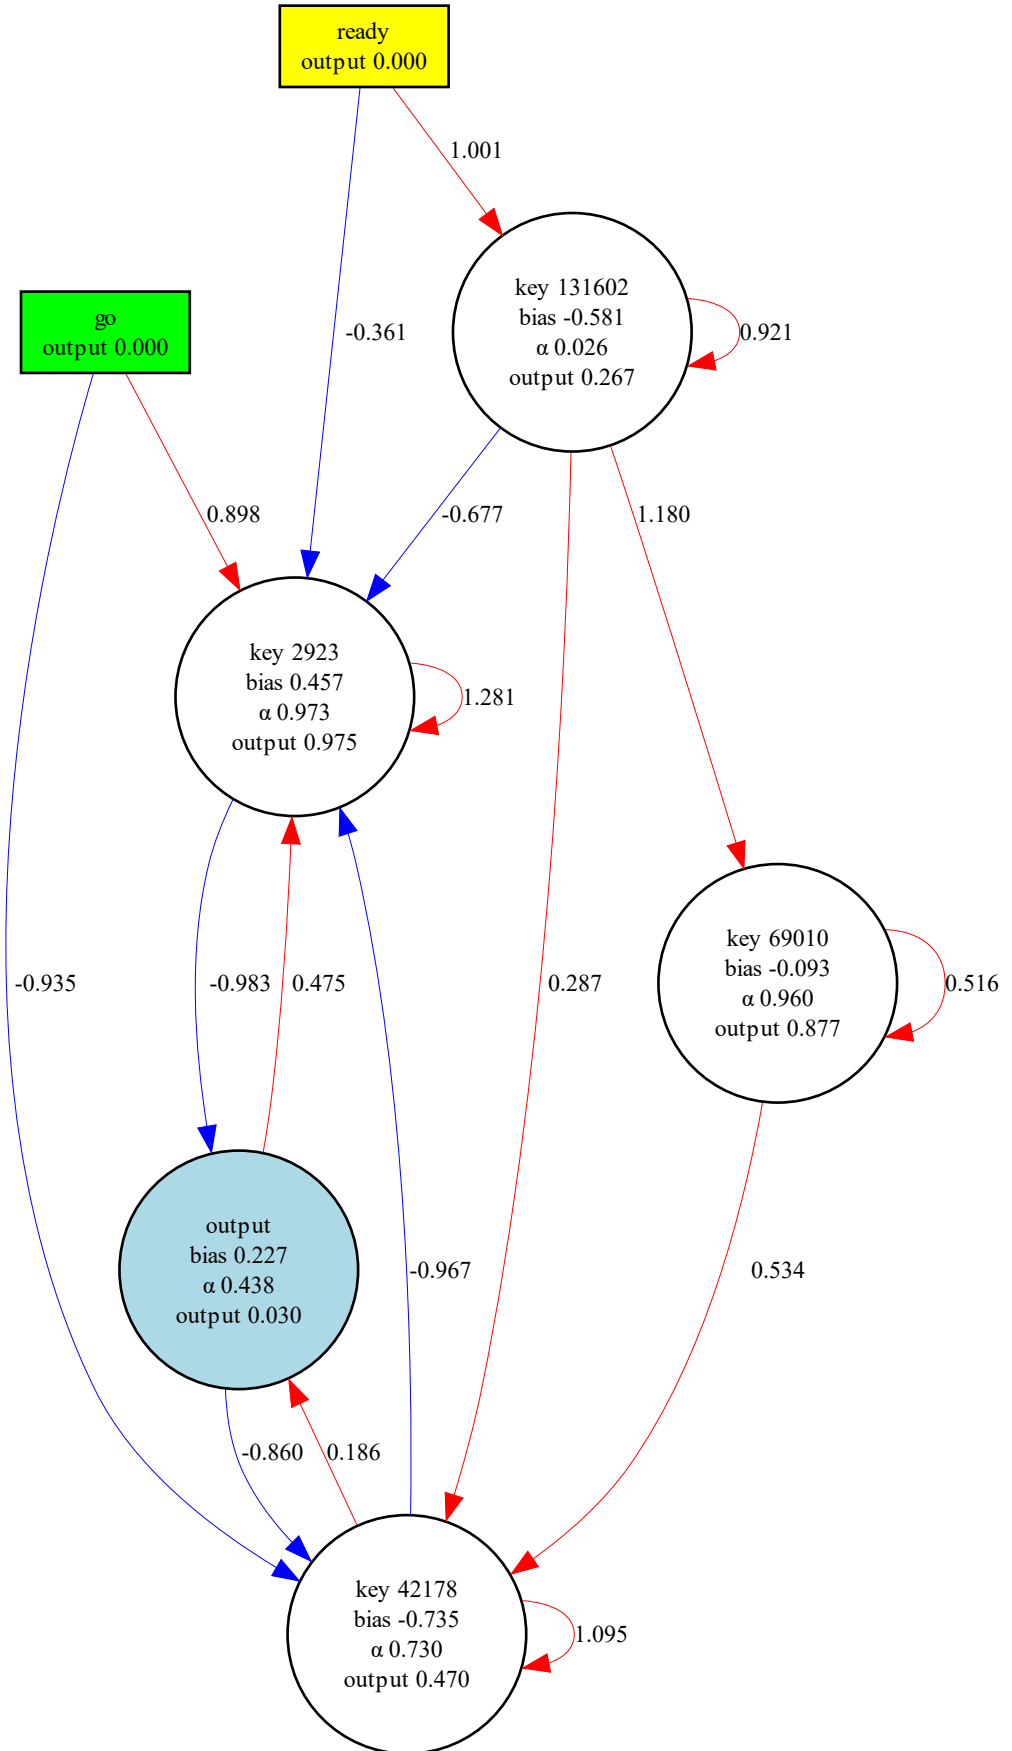 ready
output 0.000
1.001
key 131602
bias -0.581
α 0.026
output 0.267
0.921
go
output 0.000
-0.361
0.898
-0.677
1.180
key 2923
bias 0.457
α 0.973
output 0.975
1.281
key 69010
bias -0.093
α 0.960
output 0.877
0.516
-0.935
-0.983
0.475
0.287
output
bias 0.227
α 0.438
output 0.030
-0.967
0.534
-0.860
0.186
key 42178
bias -0.735
α 0.730
output 0.470
1.095